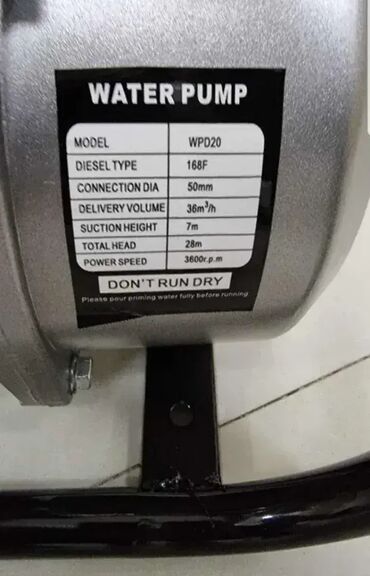 WATER PUMP
MODEL WPD20
DIESEL TYPE 168F
CONNECTION DIA 50mm
DELIVERY VOLUME 36m³/h
SUCTION HEIGHT 7m
TOTAL HEAD 28m
POWER SPEED 3600r.p.m
DON'T RUN DRY
Please pour priming water fully before running